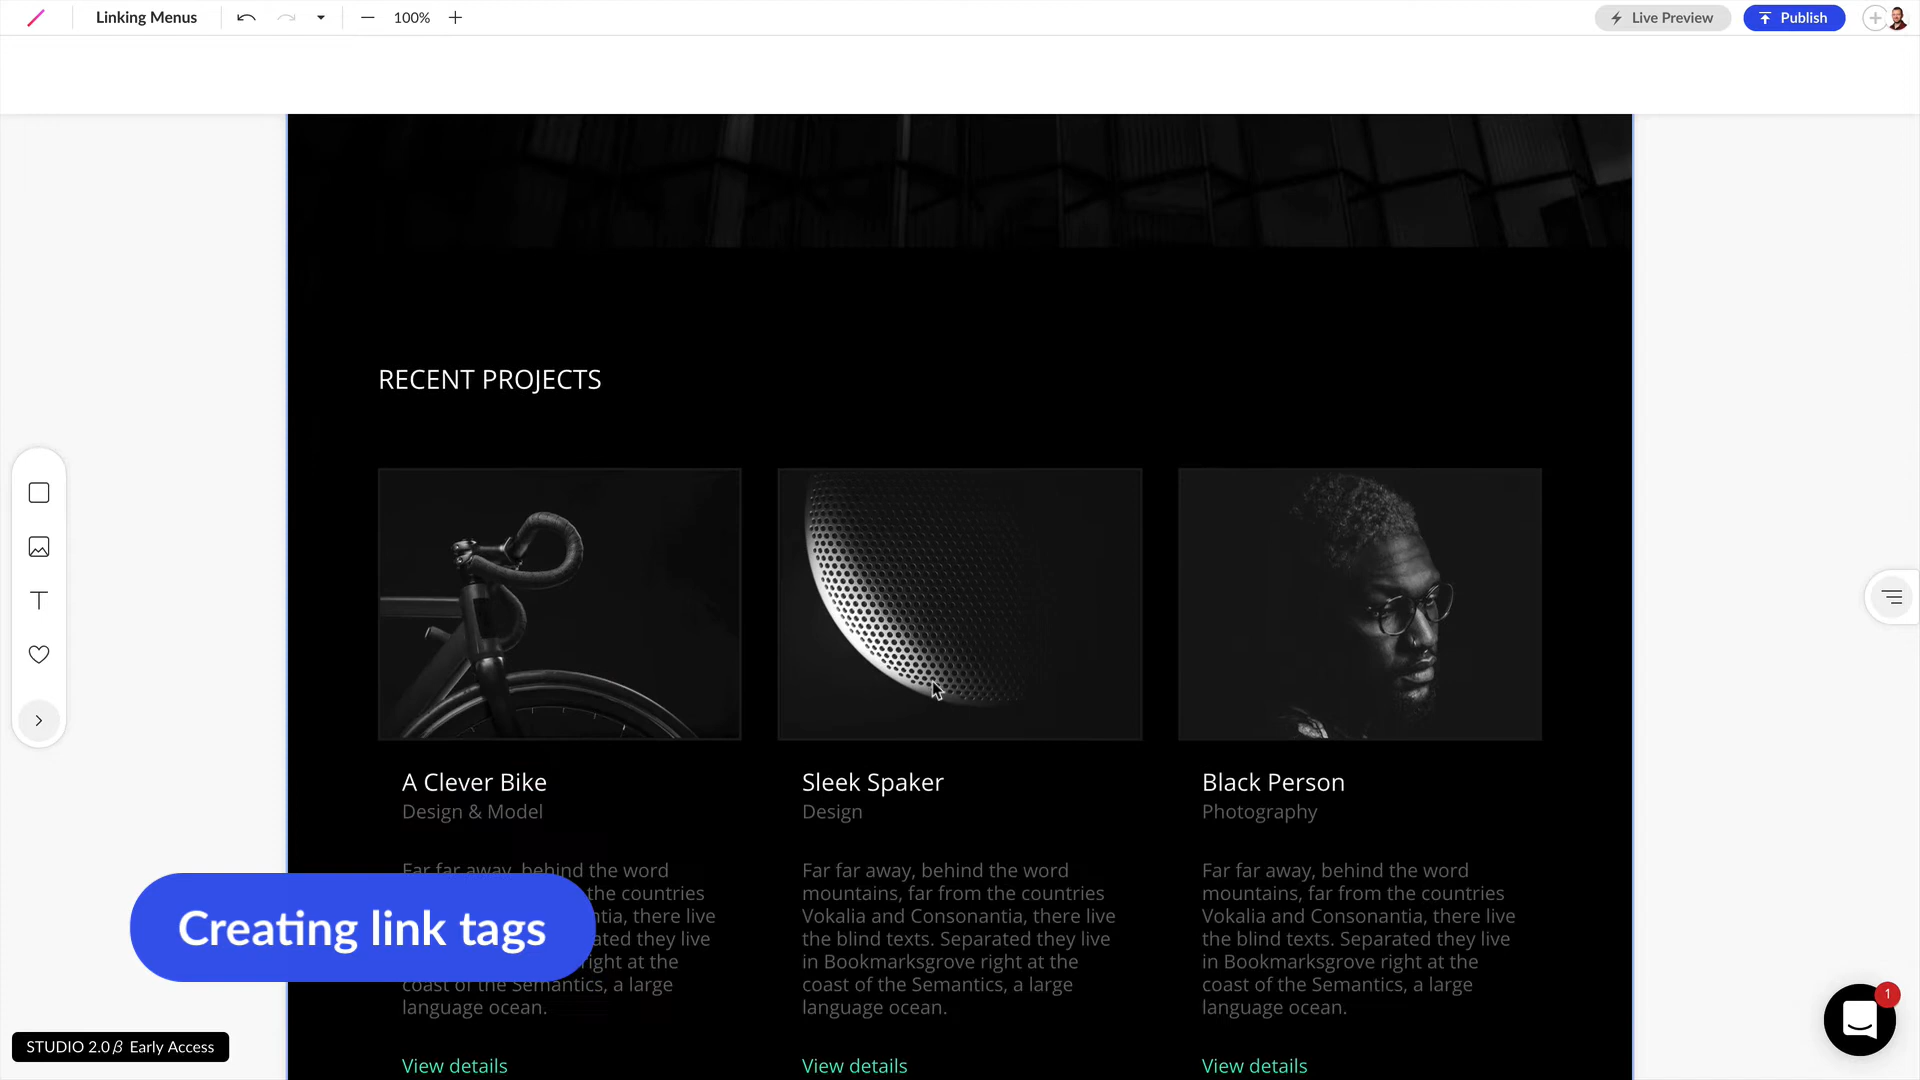 Linking Menus
100%
Live Preview
Publish
RECENT PROJECTS
A Clever Bike
Design & Model
Far far away, behind the word
the countries
ntia, there live
ated they live
right at the
coast of the Semantics, a large
language ocean.
View details
Sleek Spaker
Design
Far far away, behind the word
mountains, far from the countries
Vokalia and Consonantia, there live
the blind texts. Separated they live
in Bookmarksgrove right at the
coast of the Semantics, a large
language ocean.
View details
Black Person
Photography
Far far away, behind the word
mountains, far from the countries
Vokalia and Consonantia, there live
the blind texts. Separated they live
in Bookmarksgrove right at the
coast of the Semantics, a large
language ocean.
View details
Creating link tags
STUDIO 2.0 β Early Access
1